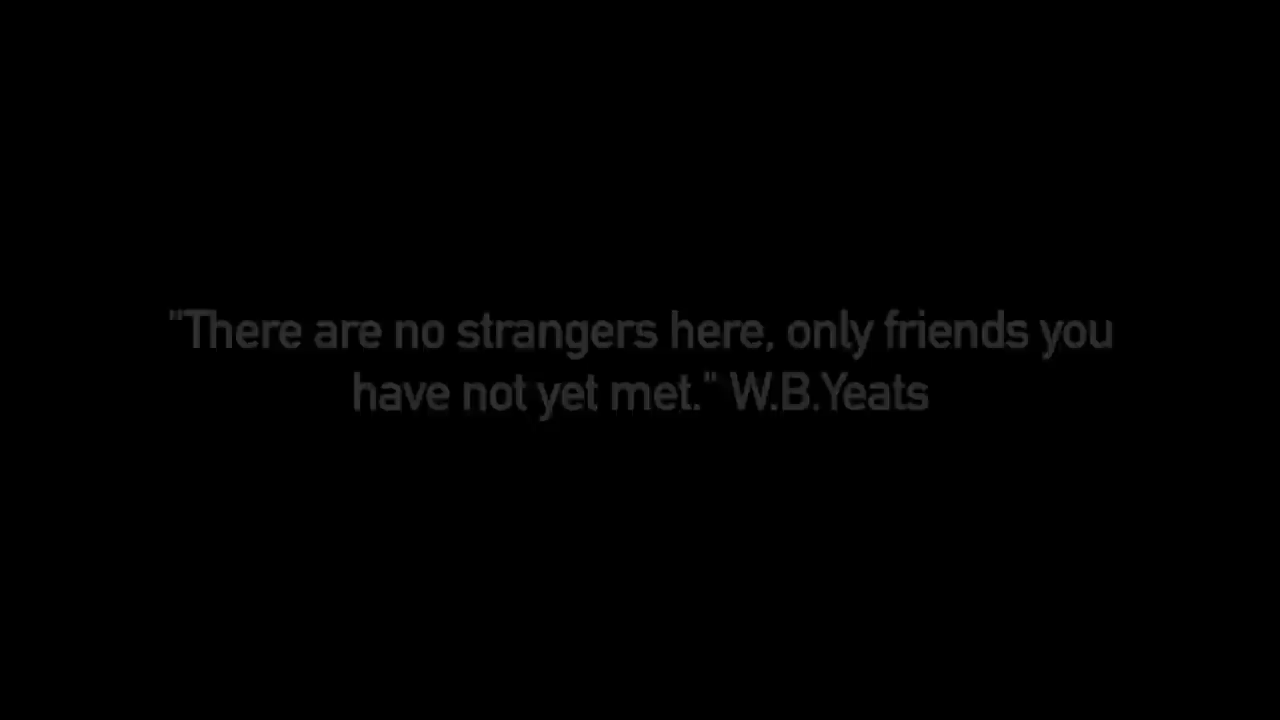 "There are no strangers here, only friends you
have not yet met." W.B.Yeats